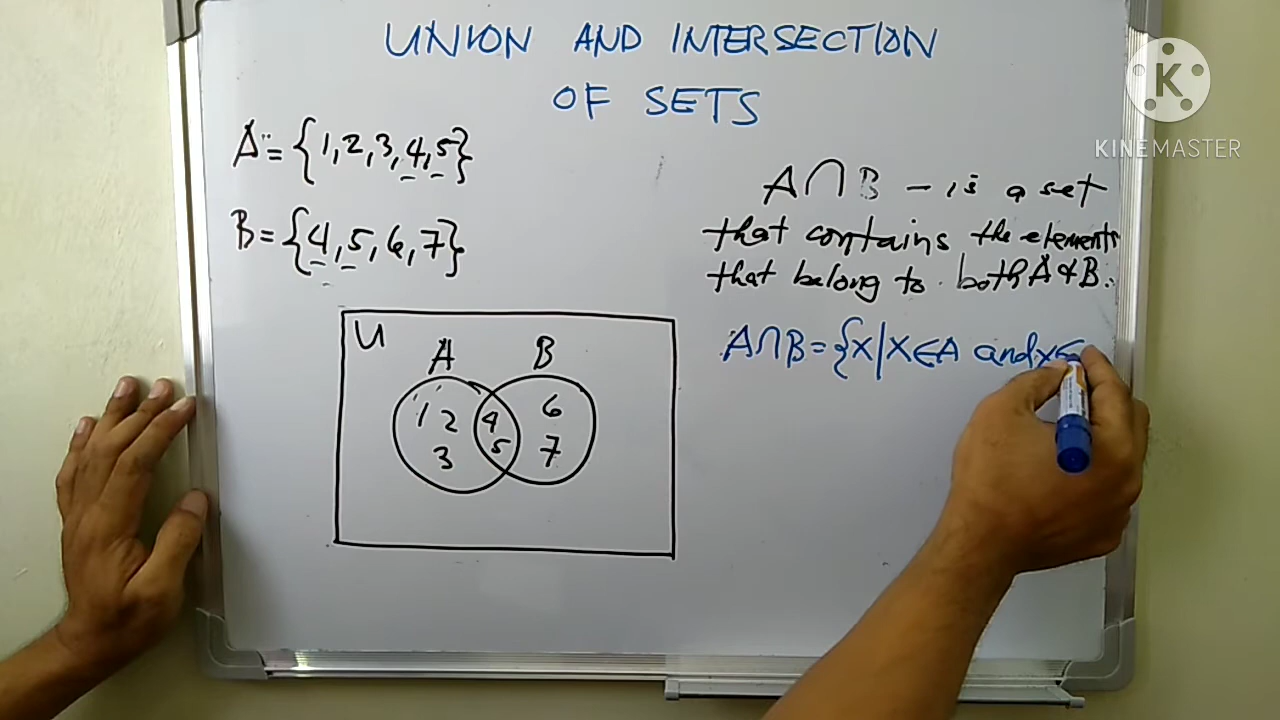 UNION AND INTERSECTION
OF SETS
A = {1,2,3,4,5}
B = {4,5,6,7}
A∩B – is a set
that contains the elements
that belong to both A & B.
A∩B = {x|x∈A and x∈
U
A B
1 2 4 6
3 5 7
K
KINEMASTER